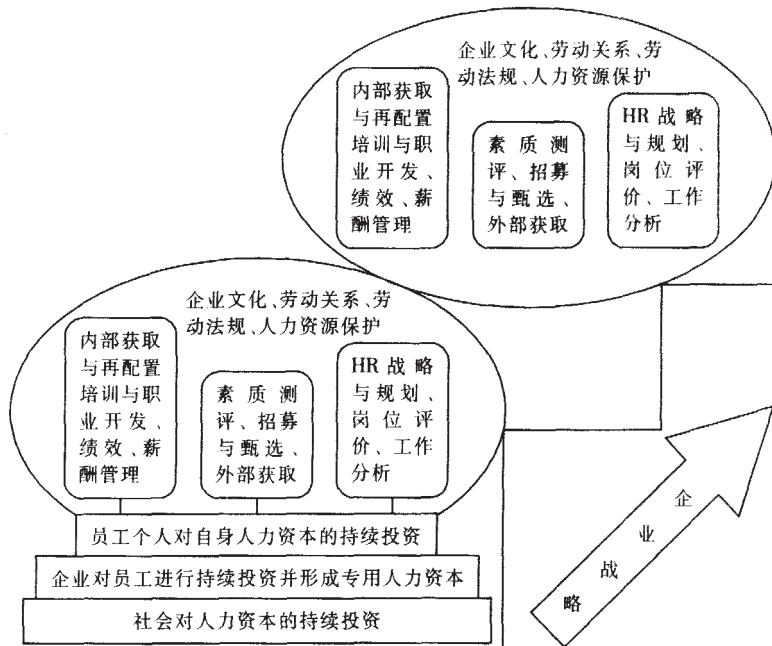 企业文化、劳动关系、劳
动法规、人力资源保护
内部获取
与再配置
培训与职
业开发、
绩效、薪
酬管理
素质测
评、招募
与甄选、
外部获取
HR战略
与规划、
岗位评
价、工作
分析
企业文化、劳动关系、劳
动法规、人力资源保护
内部获取
与再配置
培训与职
业开发、
绩效、薪
酬管理
素质测
评、招募
与甄选、
外部获取
HR战略
与规划、
岗位评
价、工作
分析
员工个人对自身人力资本的持续投资
企业对员工进行持续投资并形成专用人力资本
社会对人力资本的持续投资
企业战略